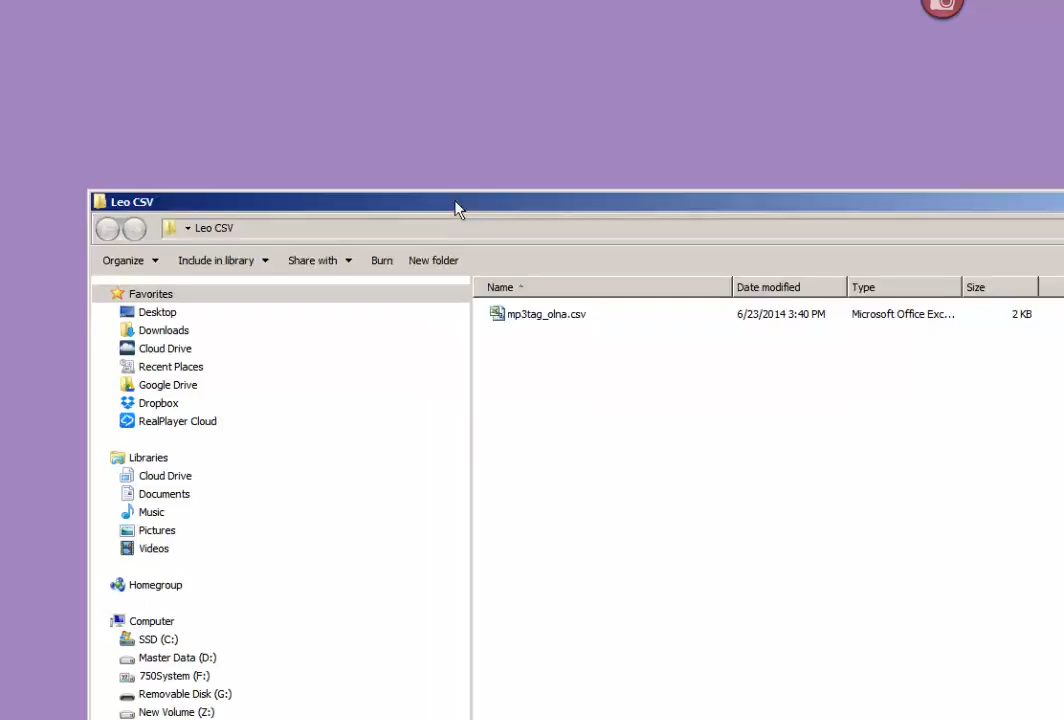 Leo CSV
Leo CSV
Organize Include in library Share with Burn New folder
Name Date modified Type Size
mp3tag_olna.csv 6/23/2014 3:40 PM Microsoft Office Exc... 2 KB
Favorites
Desktop
Downloads
Cloud Drive
Recent Places
Google Drive
Dropbox
RealPlayer Cloud
Libraries
Cloud Drive
Documents
Music
Pictures
Videos
Homegroup
Computer
SSD (C:)
Master Data (D:)
750System (F:)
Removable Disk (G:)
New Volume (Z:)